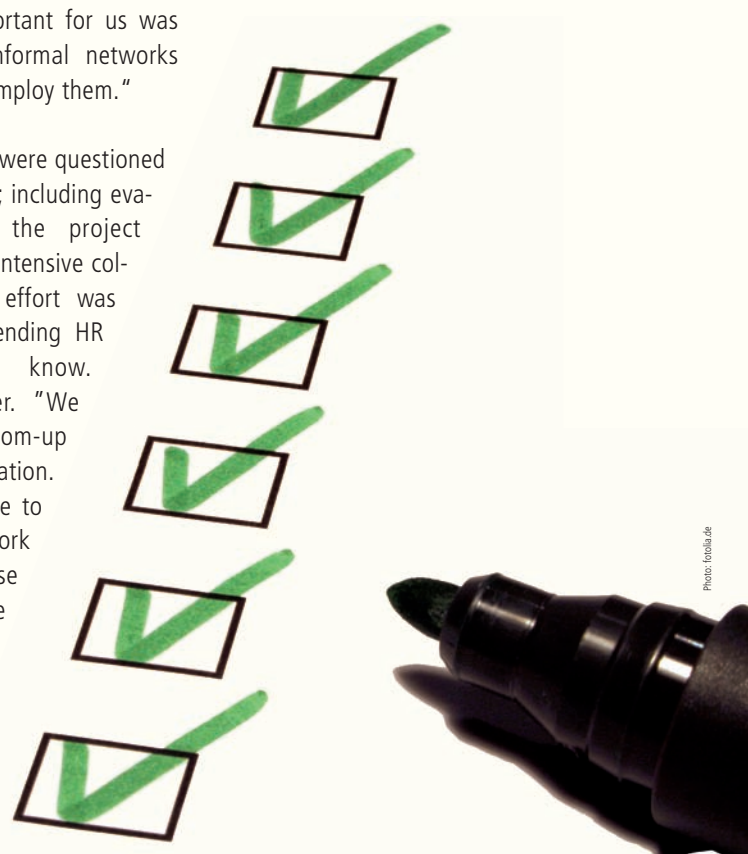 ortant for us was
nformal networks
mploy them."
were questioned
; including eva-
the project
ntensive col-
effort was
ending HR
know.
er. "We
om-up
ation.
e to
ork
se
e
Photo: fotolia.de